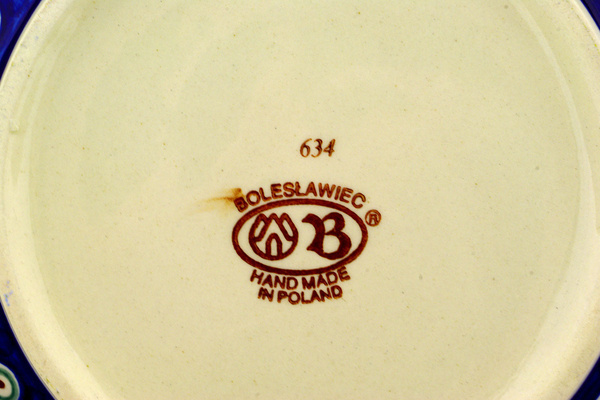 634
BOLESŁAWIEC ®
B
HAND MADE
IN POLAND